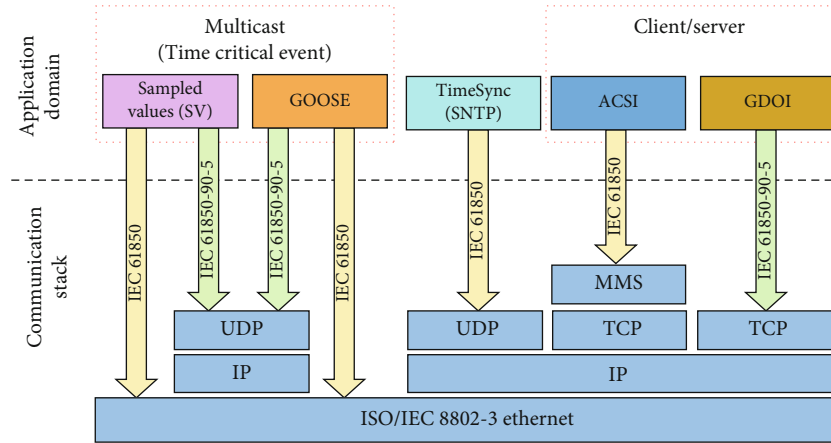 Multicast
(Time critical event)
Client/server
Application
domain
Sampled
values (SV)
GOOSE
TimeSync
(SNTP)
ACSI
GDOI
IEC 61850
IEC 61850-90-5
IEC 61850-90-5
IEC 61850
IEC 61850
IEC 61850
IEC 61850-90-5
Communication
stack
MMS
UDP
UDP
TCP
TCP
IP
IP
ISO/IEC 8802-3 ethernet